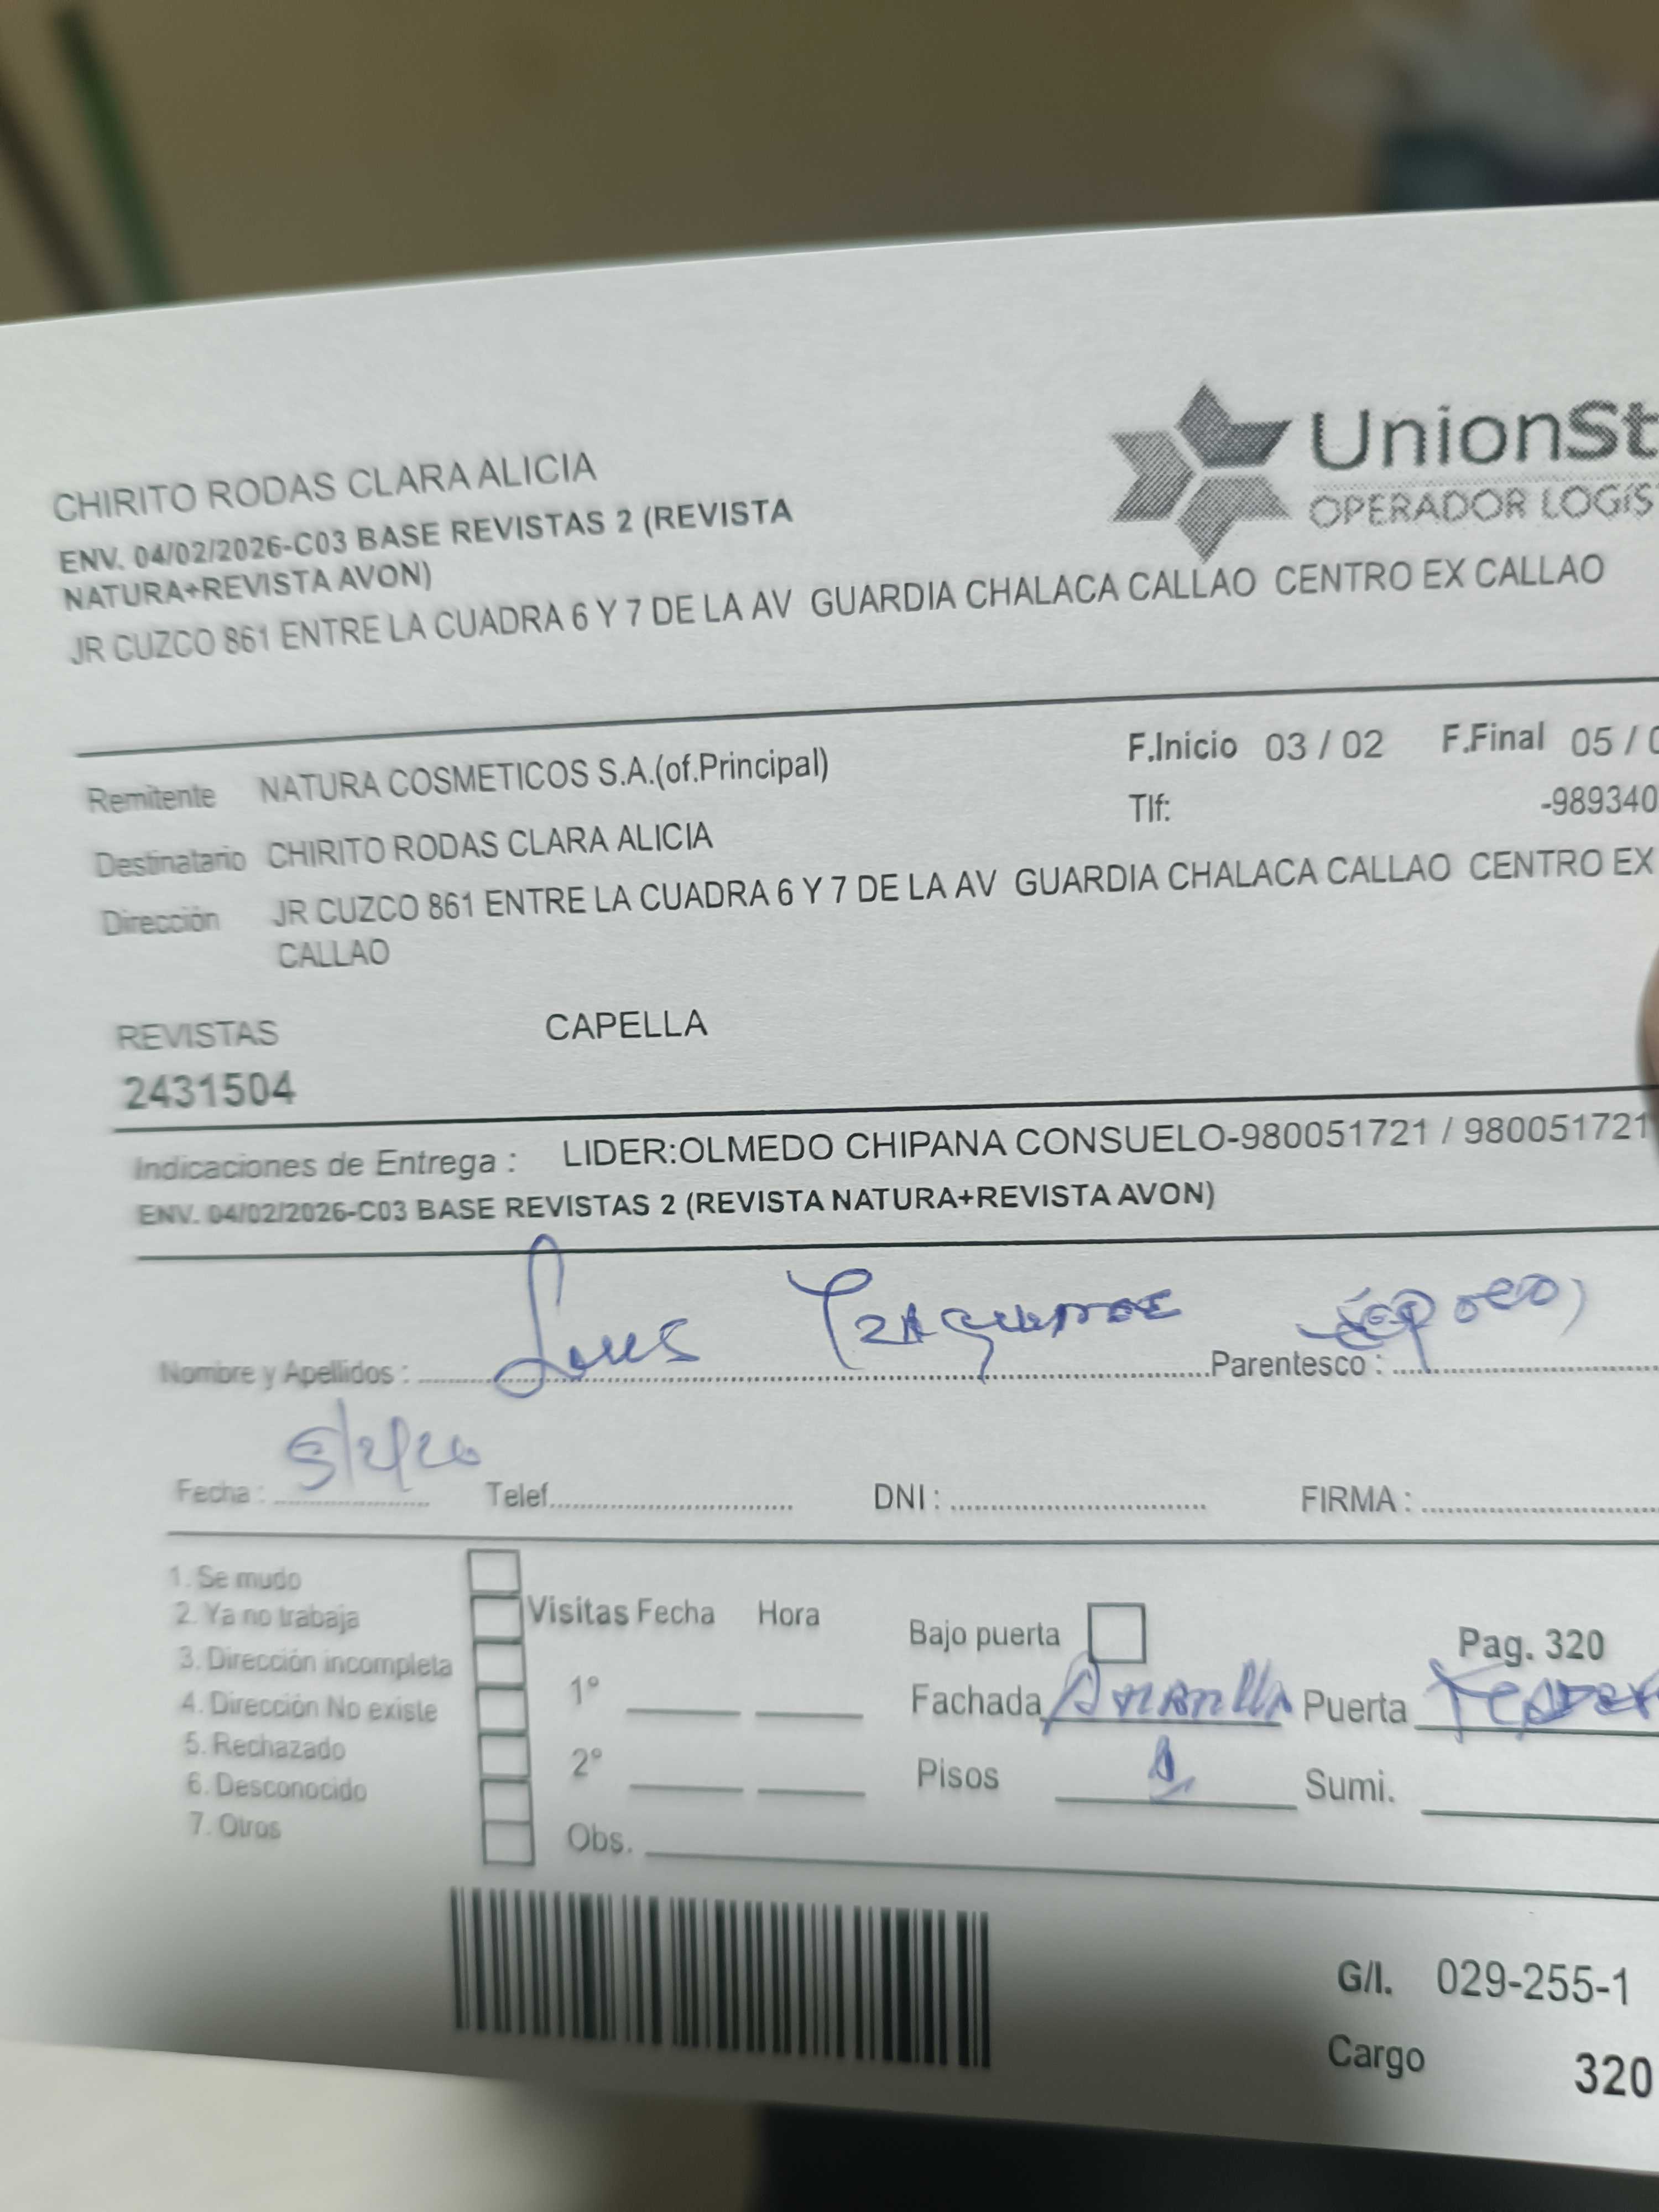 CHIRITO RODAS CLARA ALICIA
ENV. 04/02/2026-C03 BASE REVISTAS 2 (REVISTA
NATURA+REVISTA AVON)
JR CUZCO 861 ENTRE LA CUADRA 6 Y 7 DE LA AV GUARDIA CHALACA CALLAO CENTRO EX CALLAO
UnionSt
OPERADOR LOGÍS
Remitente NATURA COSMETICOS S.A.(of.Principal) F.Inicio 03 / 02 F.Final 05 / 0
Tlf: -989340
Destinatario CHIRITO RODAS CLARA ALICIA
Dirección JR CUZCO 861 ENTRE LA CUADRA 6 Y 7 DE LA AV GUARDIA CHALACA CALLAO CENTRO EX
CALLAO
REVISTAS CAPELLA
2431504
Indicaciones de Entrega : LIDER:OLMEDO CHIPANA CONSUELO-980051721 / 980051721
ENV. 04/02/2026-C03 BASE REVISTAS 2 (REVISTA NATURA+REVISTA AVON)
Nombre y Apellidos : Luis Parentesco :
Fecha : 5/2/26 Telef. DNI : FIRMA :
1. Se mudo
2. Ya no trabaja
3. Dirección incompleta
4. Dirección No existe
5. Rechazado
6. Desconocido
7. Otros
Visitas Fecha Hora
1°
2°
Obs.
Bajo puerta Pag. 320
Fachada Puerta
Pisos Sumi.
G/I. 029-255-1
Cargo 320